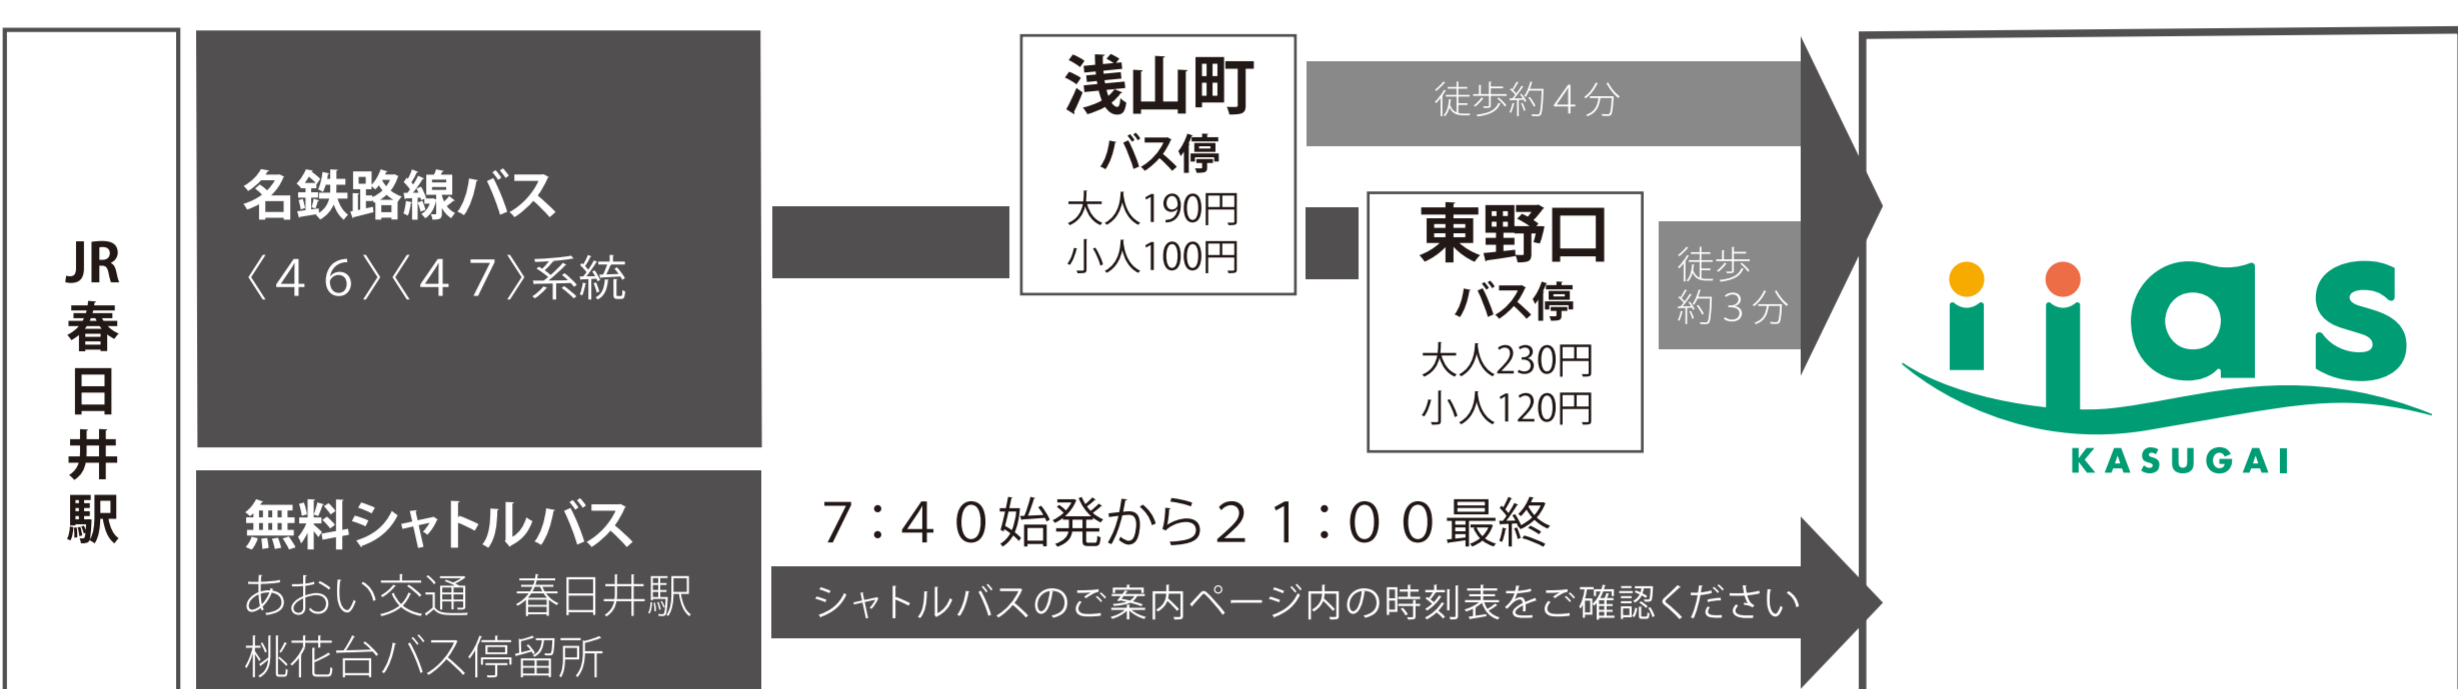 JR春日井駅
名鉄路線バス
〈４６〉〈４７〉系統
浅山町
バス停
大人190円
小人100円
徒歩約４分
東野口
バス停
大人230円
小人120円
徒歩
約３分
無料シャトルバス
あおい交通　春日井駅
桃花台バス停留所
７：４０始発から２１：００最終
シャトルバスのご案内ページ内の時刻表をご確認ください
iias
KASUGAI